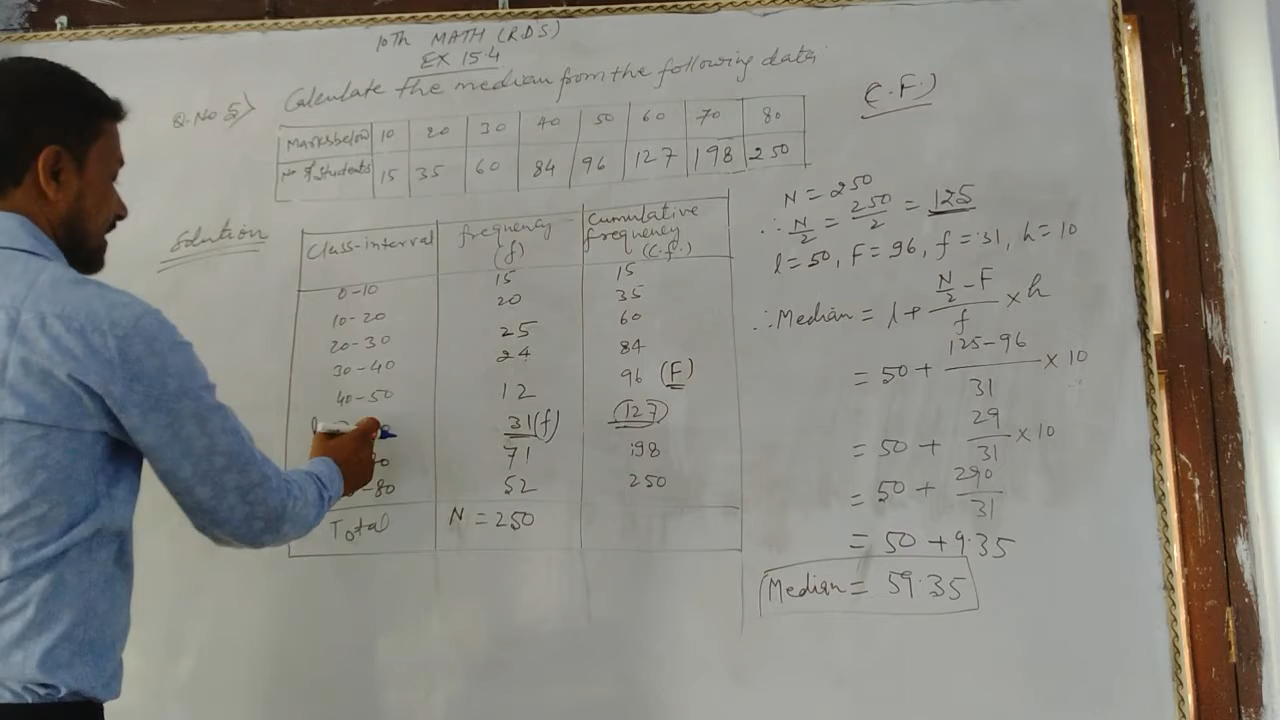 10th MATH (RDS)
EX 15.4
Q.No 5) Calculate the median from the following data
(C.F.)
Marks below 10 20 30 40 50 60 70 80
No of students 15 35 60 84 96 127 198 250
Solution
Class-interval frequency (f) Cumulative frequency (c.f.)
0-10 15 15
10-20 20 35
20-30 25 60
30-40 24 84
40-50 12 96 (F)
31(f) (127)
71 198
-80 52 250
Total N = 250
N = 250
∴ N/2 = 250/2 = 125
l = 50, F = 96, f = 31, h = 10
∴ Median = l + (N/2 - F)/f × h
= 50 + (125-96)/31 × 10
= 50 + 29/31 × 10
= 50 + 290/31
= 50 + 9.35
Median = 59.35